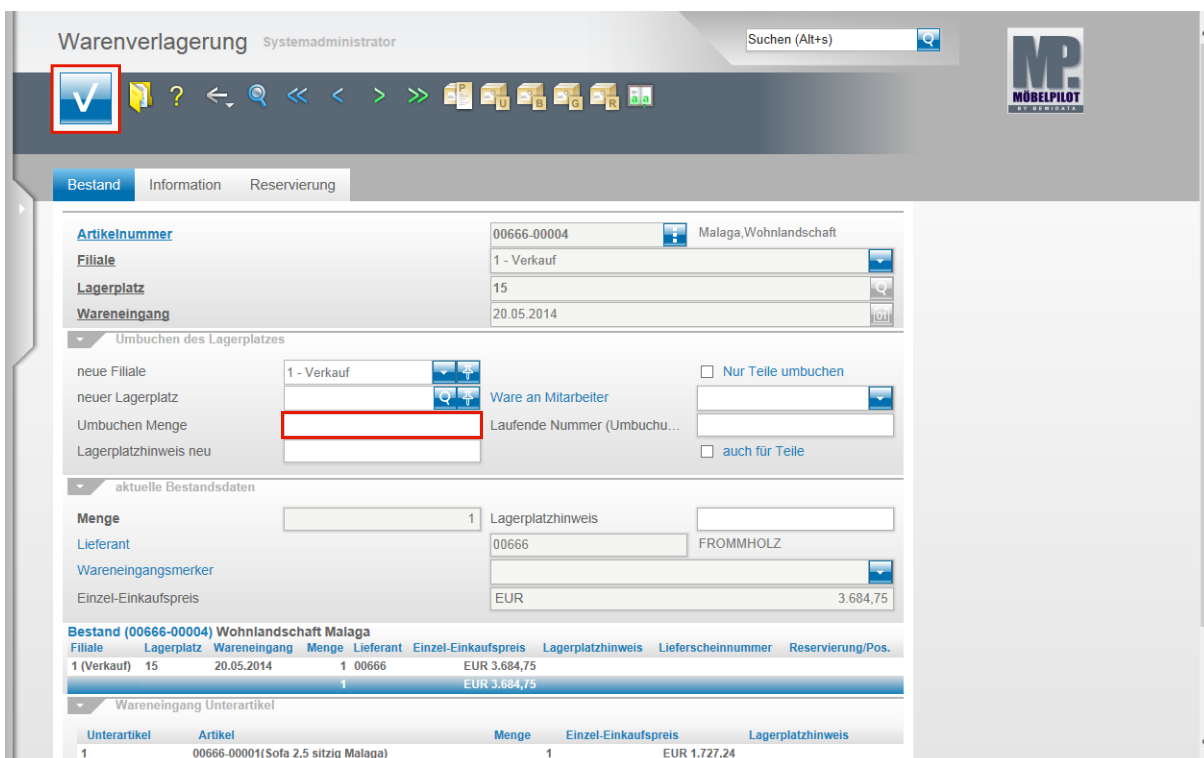 Warenverlagerung Systemadministrator
Suchen (Alt+s)
MP.
MÖBELPILOT
BY BEMIDATA
?
P U B G R a a
Bestand Information Reservierung
Artikelnummer 00666-00004 Malaga,Wohnlandschaft
Filiale 1 - Verkauf
Lagerplatz 15
Wareneingang 20.05.2014 01
Umbuchen des Lagerplatzes
neue Filiale 1 - Verkauf Nur Teile umbuchen
neuer Lagerplatz Ware an Mitarbeiter
Umbuchen Menge Laufende Nummer (Umbuchu...
Lagerplatzhinweis neu auch für Teile
aktuelle Bestandsdaten
Menge 1 Lagerplatzhinweis
Lieferant 00666 FROMMHOLZ
Wareneingangsmerker
Einzel-Einkaufspreis EUR 3.684,75
Bestand (00666-00004) Wohnlandschaft Malaga
Filiale Lagerplatz Wareneingang Menge Lieferant Einzel-Einkaufspreis Lagerplatzhinweis Lieferscheinnummer Reservierung/Pos.
1 (Verkauf) 15 20.05.2014 1 00666 EUR 3.684,75
1 EUR 3.684,75
Wareneingang Unterartikel
Unterartikel Artikel Menge Einzel-Einkaufspreis Lagerplatzhinweis
1 00666-00001(Sofa 2,5 sitzig Malaga) 1 EUR 1.727,24